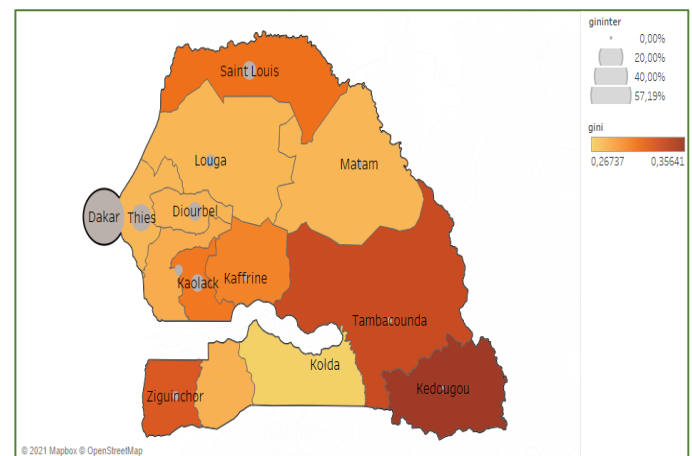 gininter
0,00%
20,00%
40,00%
57,19%
gini
0,26737 0,35641
Saint Louis
Louga
Matam
Dakar
Thies
Diourbel
Kaolack
Kaffrine
Tambacounda
Kolda
Ziguinchor
Kedougou
© 2021 Mapbox © OpenStreetMap